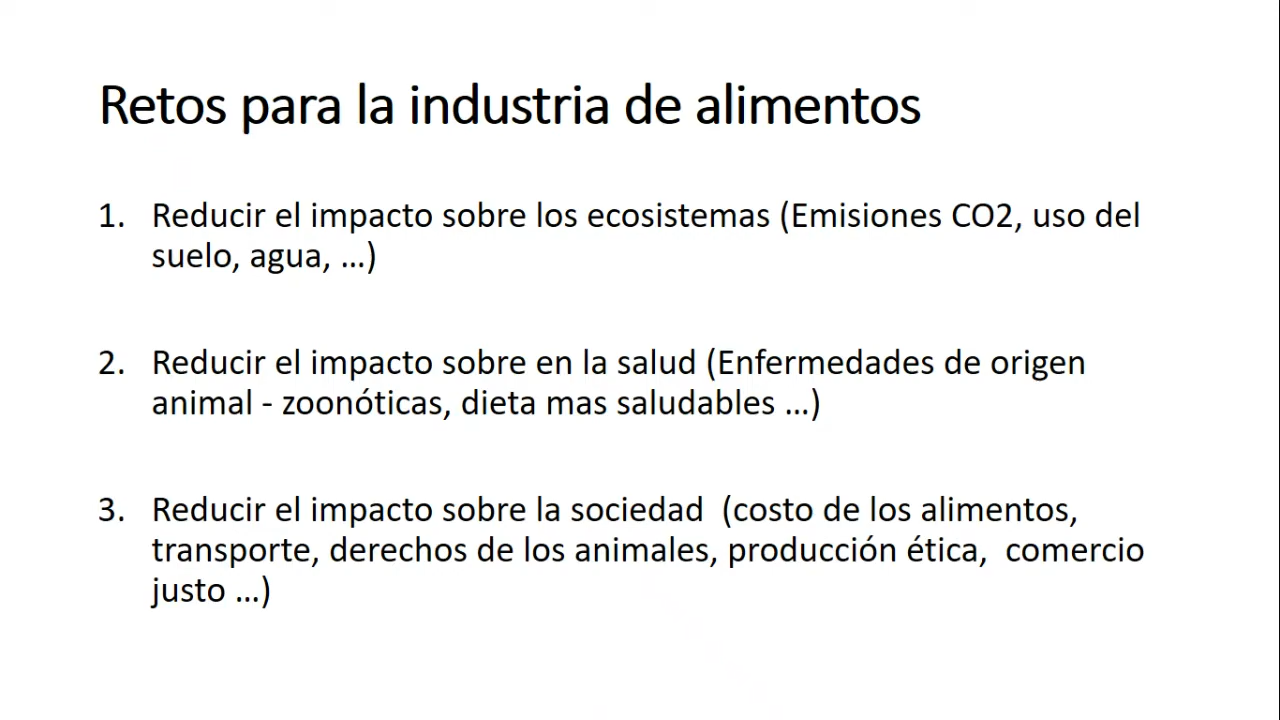 Retos para la industria de alimentos
1. Reducir el impacto sobre los ecosistemas (Emisiones CO2, uso del
suelo, agua, ...)
2. Reducir el impacto sobre en la salud (Enfermedades de origen
animal - zoonóticas, dieta mas saludables ...)
3. Reducir el impacto sobre la sociedad  (costo de los alimentos,
transporte, derechos de los animales, producción ética,  comercio
justo ...)